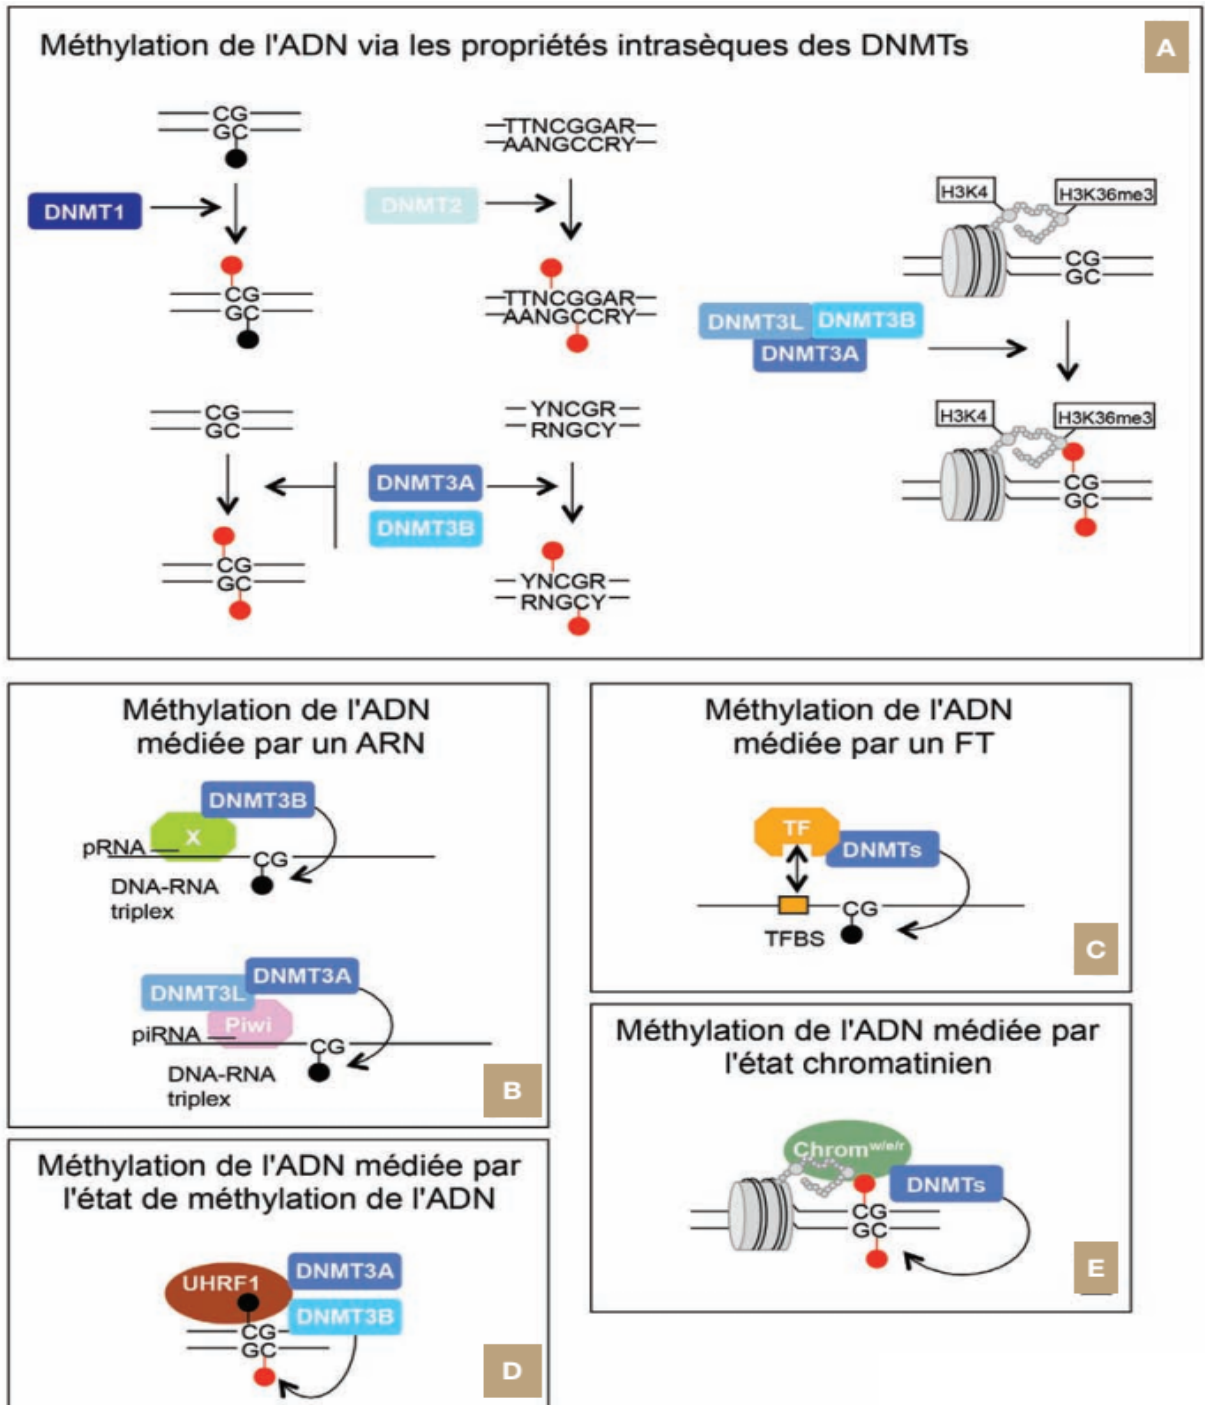 Méthylation de l'ADN via les propriétés intrasèques des DNMTs
A
CG
GC
DNMT1
CG
GC
TTNCGGAR
AANGCCRY
DNMT2
TTNCGGAR
AANGCCRY
H3K4
H3K36me3
CG
GC
DNMT3L
DNMT3B
DNMT3A
H3K4
H3K36me3
CG
GC
CG
GC
CG
GC
YNCGR
RNGCY
DNMT3A
DNMT3B
YNCGR
RNGCY
Méthylation de l'ADN
médiée par un ARN
DNMT3B
X
pRNA
CG
DNA-RNA
triplex
DNMT3A
DNMT3L
Piwi
piRNA
CG
DNA-RNA
triplex
B
Méthylation de l'ADN
médiée par un FT
TF
DNMTs
CG
TFBS
C
Méthylation de l'ADN médiée par
l'état de méthylation de l'ADN
UHRF1
DNMT3A
DNMT3B
CG
GC
D
Méthylation de l'ADN médiée par
l'état chromatinien
Chromw/e/r
DNMTs
CG
GC
E